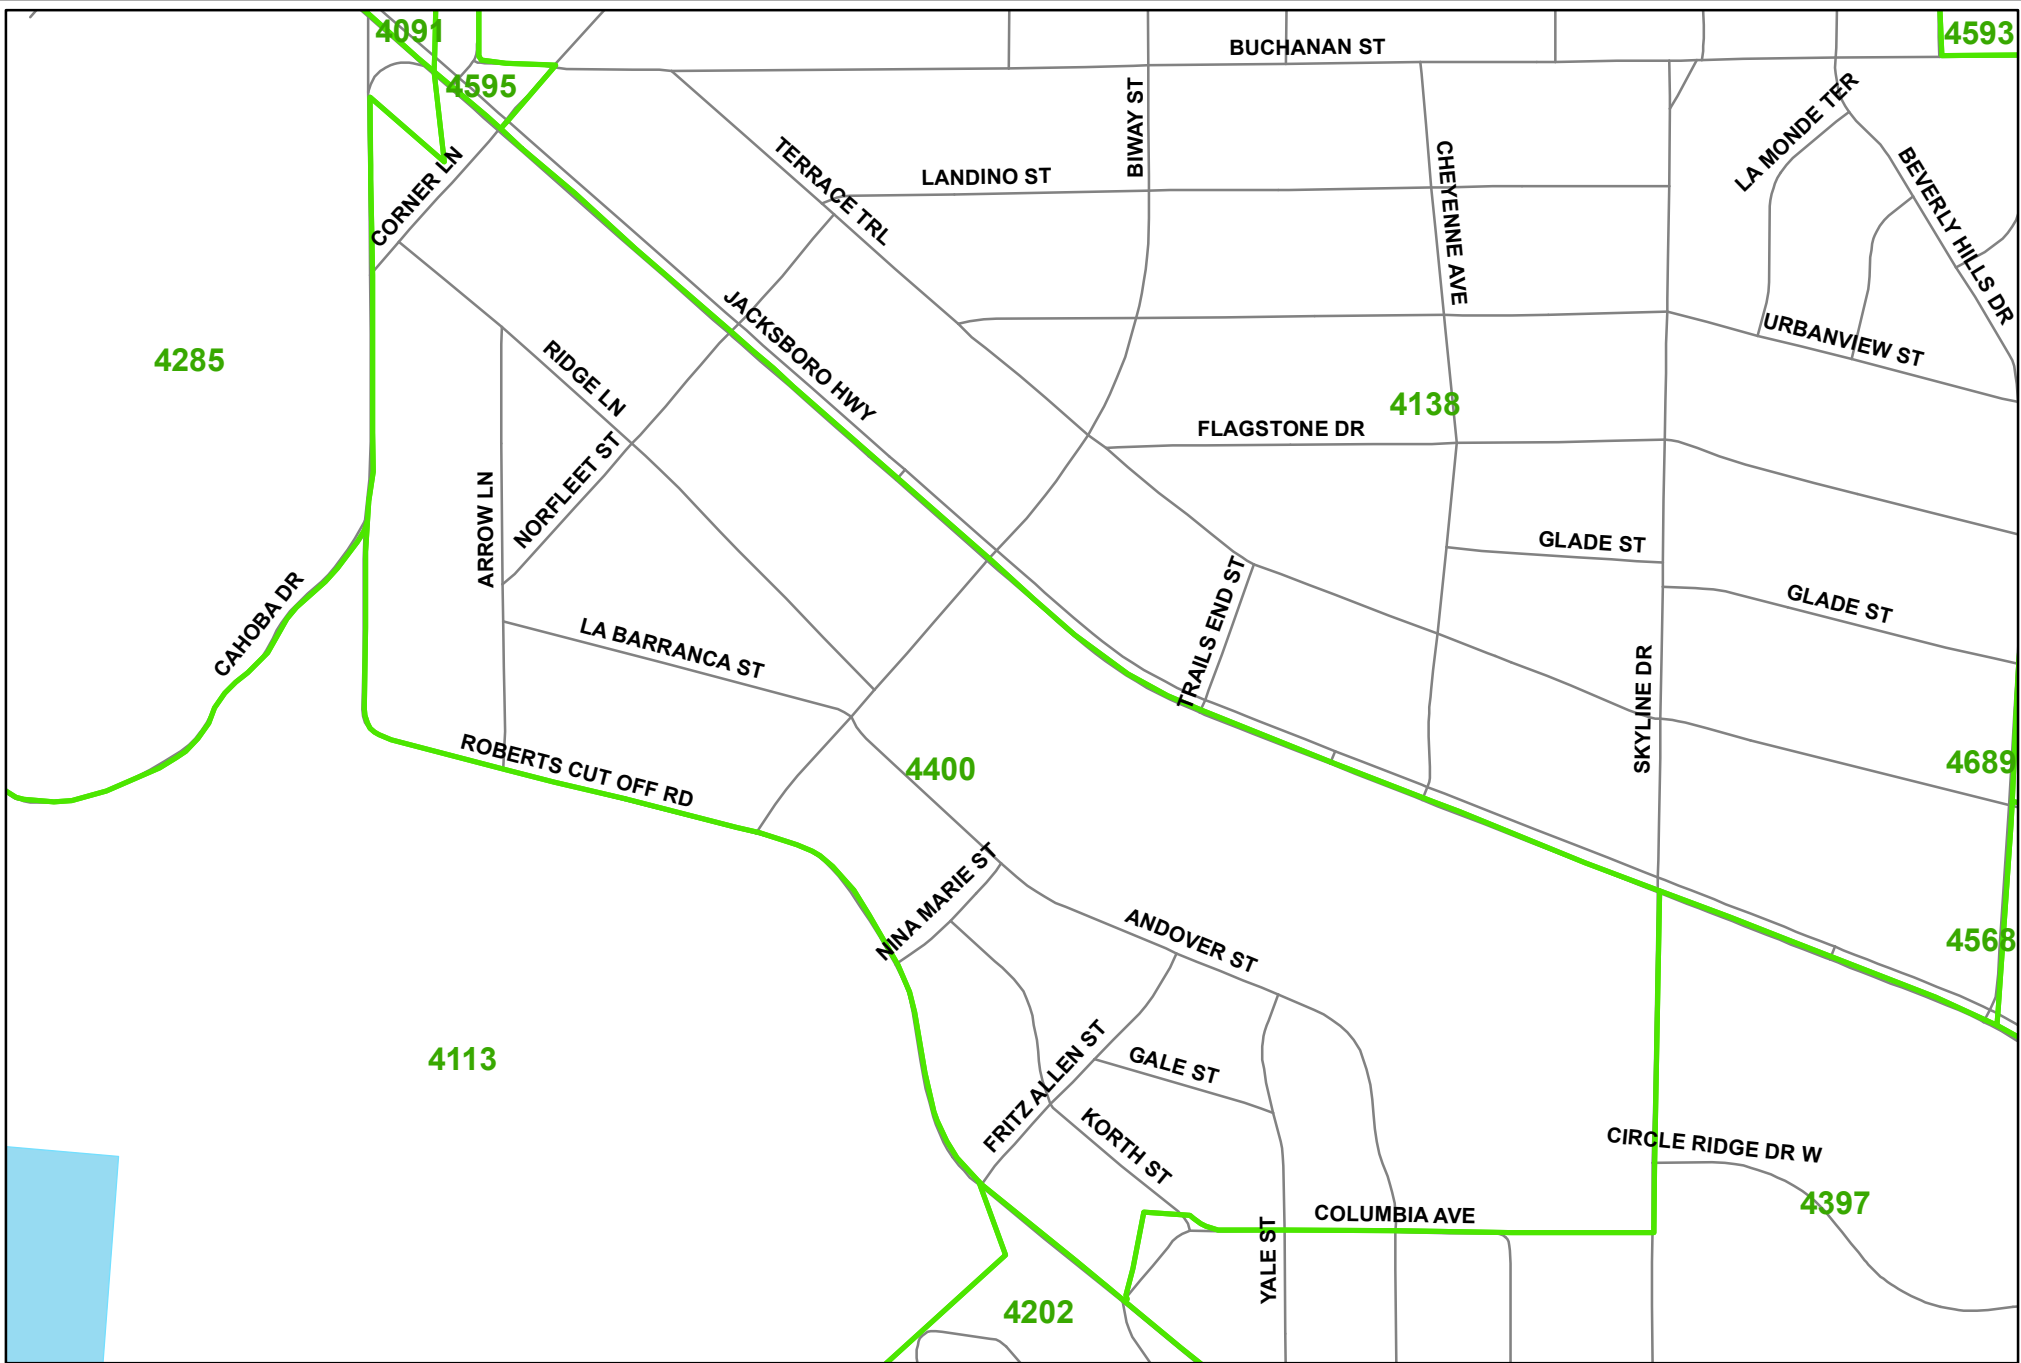 4091
4593
BUCHANAN ST
4595
LA MONDE TER
BIWAY ST
TERRACE TRL
LANDINO ST
CHEYENNE AVE
BEVERLY HILLS DR
CORNER LN
JACKSBORO HWY
URBANVIEW ST
4285
RIDGE LN
4138
FLAGSTONE DR
NORFLEET ST
ARROW LN
GLADE ST
GLADE ST
CAHOBA DR
TRAILS END ST
LA BARRANCA ST
SKYLINE DR
ROBERTS CUT OFF RD
4400
4689
NINA MARIE ST
ANDOVER ST
4568
4113
FRITZ ALLEN ST
GALE ST
KORTH ST
CIRCLE RIDGE DR W
4397
COLUMBIA AVE
YALE ST
4202